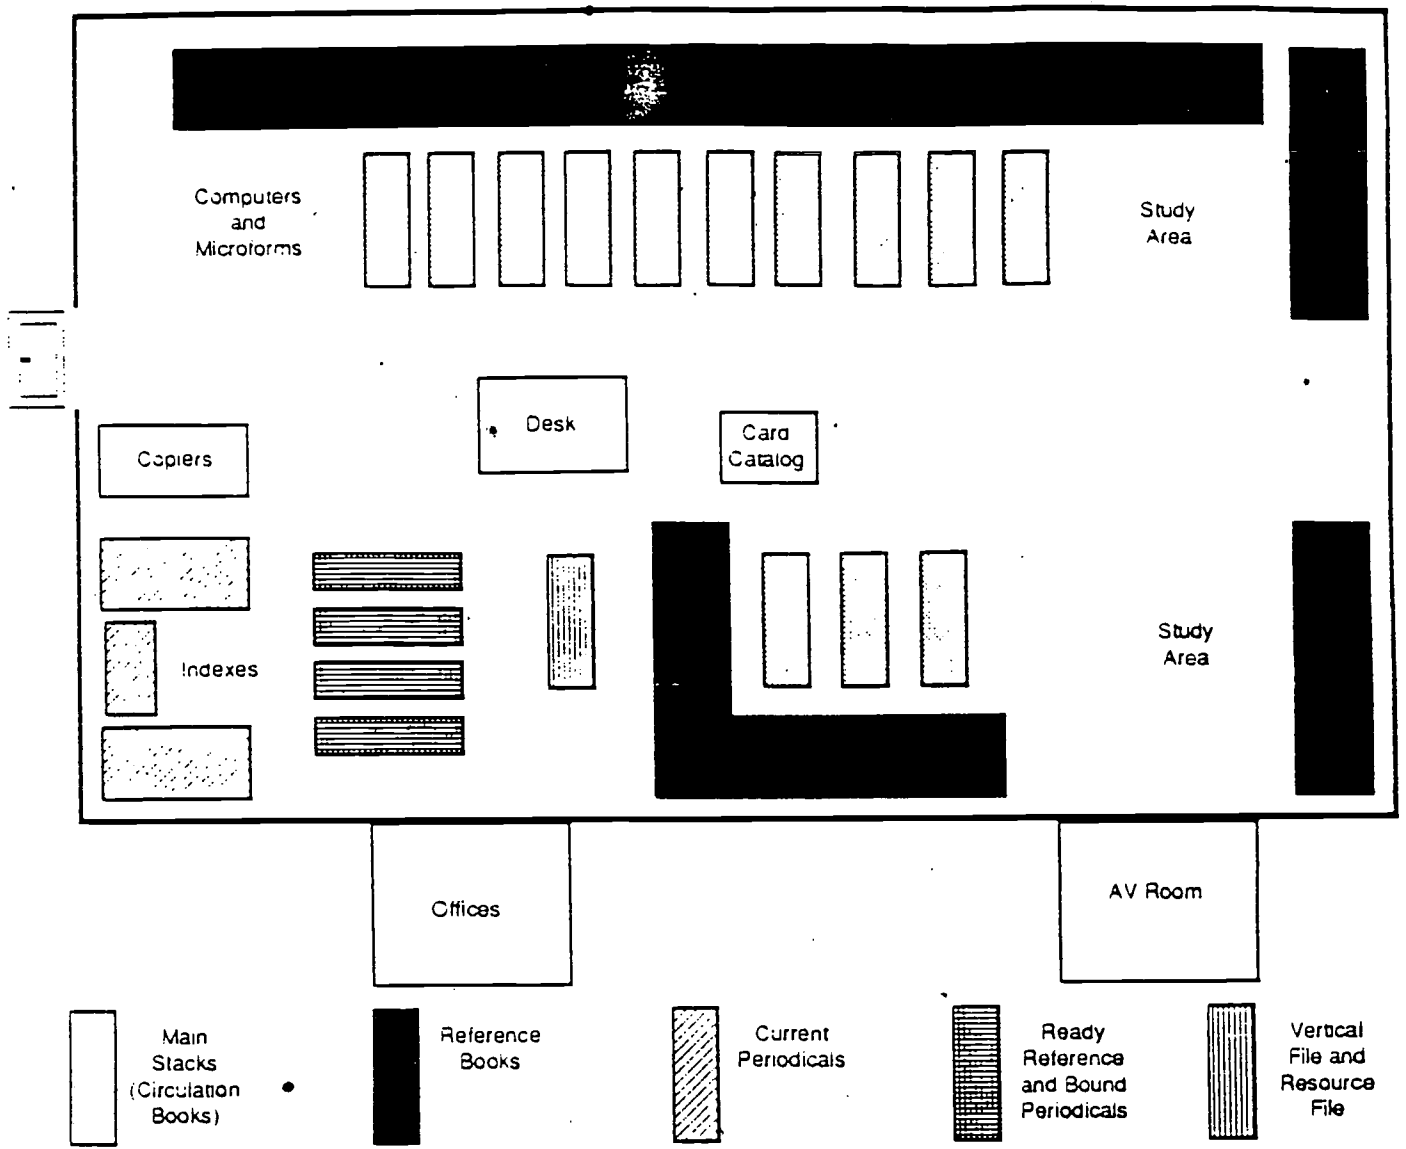 Computers
and
Microforms
Study
Area
Desk
Card
Catalog
Copiers
Indexes
Study
Area
Offices
AV Room
Main
Stacks
(Circulation
Books)
Reference
Books
Current
Periodicals
Ready
Reference
and Bound
Periodicals
Vertical
File and
Resource
File